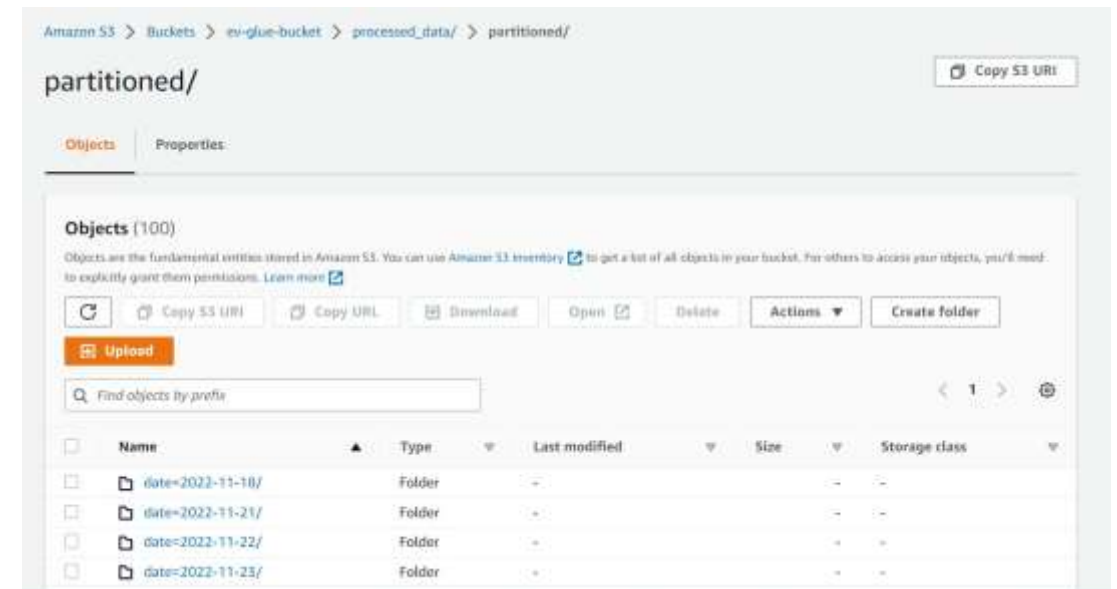 Amazon S3 > Buckets > ev-glue-bucket > processed_data/ > partitioned/
partitioned/
Copy S3 URI
Objects Properties
Objects (100)
Objects are the fundamental entities stored in Amazon S3. You can use Amazon S3 inventory to get a list of all objects in your bucket. For others to access your objects, you'll need
to explicitly grant them permissions. Learn more
Copy S3 URI Copy URL Download Open Delete Actions Create folder
Upload
Find objects by prefix
< 1 >
Name Type Last modified Size Storage class
date=2022-11-18/ Folder - - -
date=2022-11-21/ Folder - - -
date=2022-11-22/ Folder - - -
date=2022-11-23/ Folder - - -